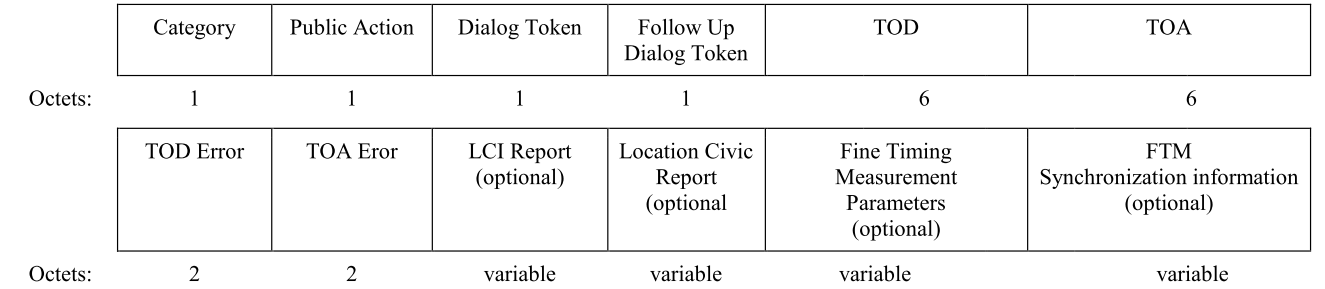 Category Public Action Dialog Token Follow Up Dialog Token TOD TOA
Octets: 1 1 1 1 6 6
TOD Error TOA Eror LCI Report (optional) Location Civic Report (optional Fine Timing Measurement Parameters (optional) FTM Synchronization information (optional)
Octets: 2 2 variable variable variable variable